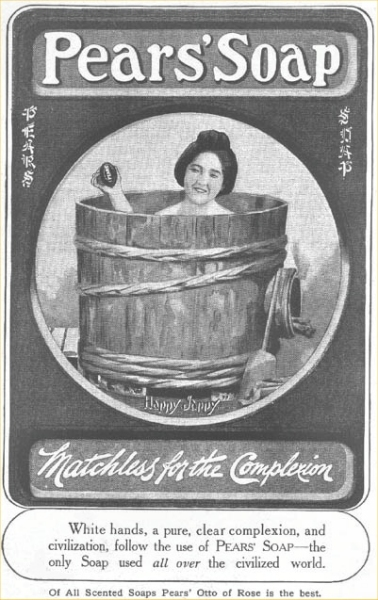 Pears' Soap
Happy Jappy
Matchless for the Complexion
White hands, a pure, clear complexion, and
civilization, follow the use of PEARS' SOAP—the
only Soap used all over the civilized world.
Of All Scented Soaps Pears' Otto of Rose is the best.